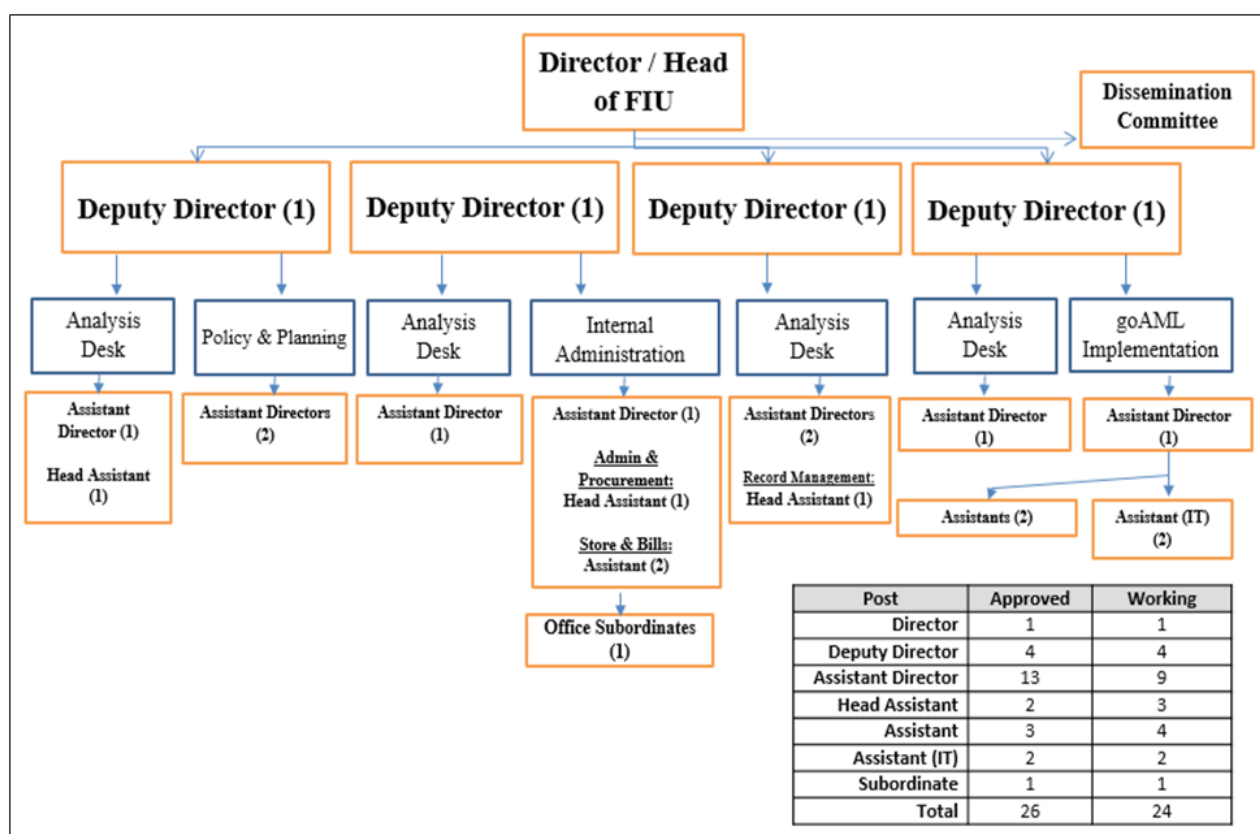 Director / Head
of FIU
Dissemination
Committee
Deputy Director (1)
Deputy Director (1)
Deputy Director (1)
Deputy Director (1)
Analysis
Desk
Policy & Planning
Analysis
Desk
Internal
Administration
Analysis
Desk
Analysis
Desk
goAML
Implementation
Assistant
Director (1)
Head Assistant
(1)
Assistant Directors
(2)
Assistant Director
(1)
Assistant Director (1)
Admin &
Procurement:
Head Assistant (1)
Store & Bills:
Assistant (2)
Office Subordinates
(1)
Assistant Directors
(2)
Record Management:
Head Assistant (1)
Assistant Director
(1)
Assistant Director
(1)
Assistants (2)
Assistant (IT)
(2)
Post Approved Working
Director 1 1
Deputy Director 4 4
Assistant Director 13 9
Head Assistant 2 3
Assistant 3 4
Assistant (IT) 2 2
Subordinate 1 1
Total 26 24